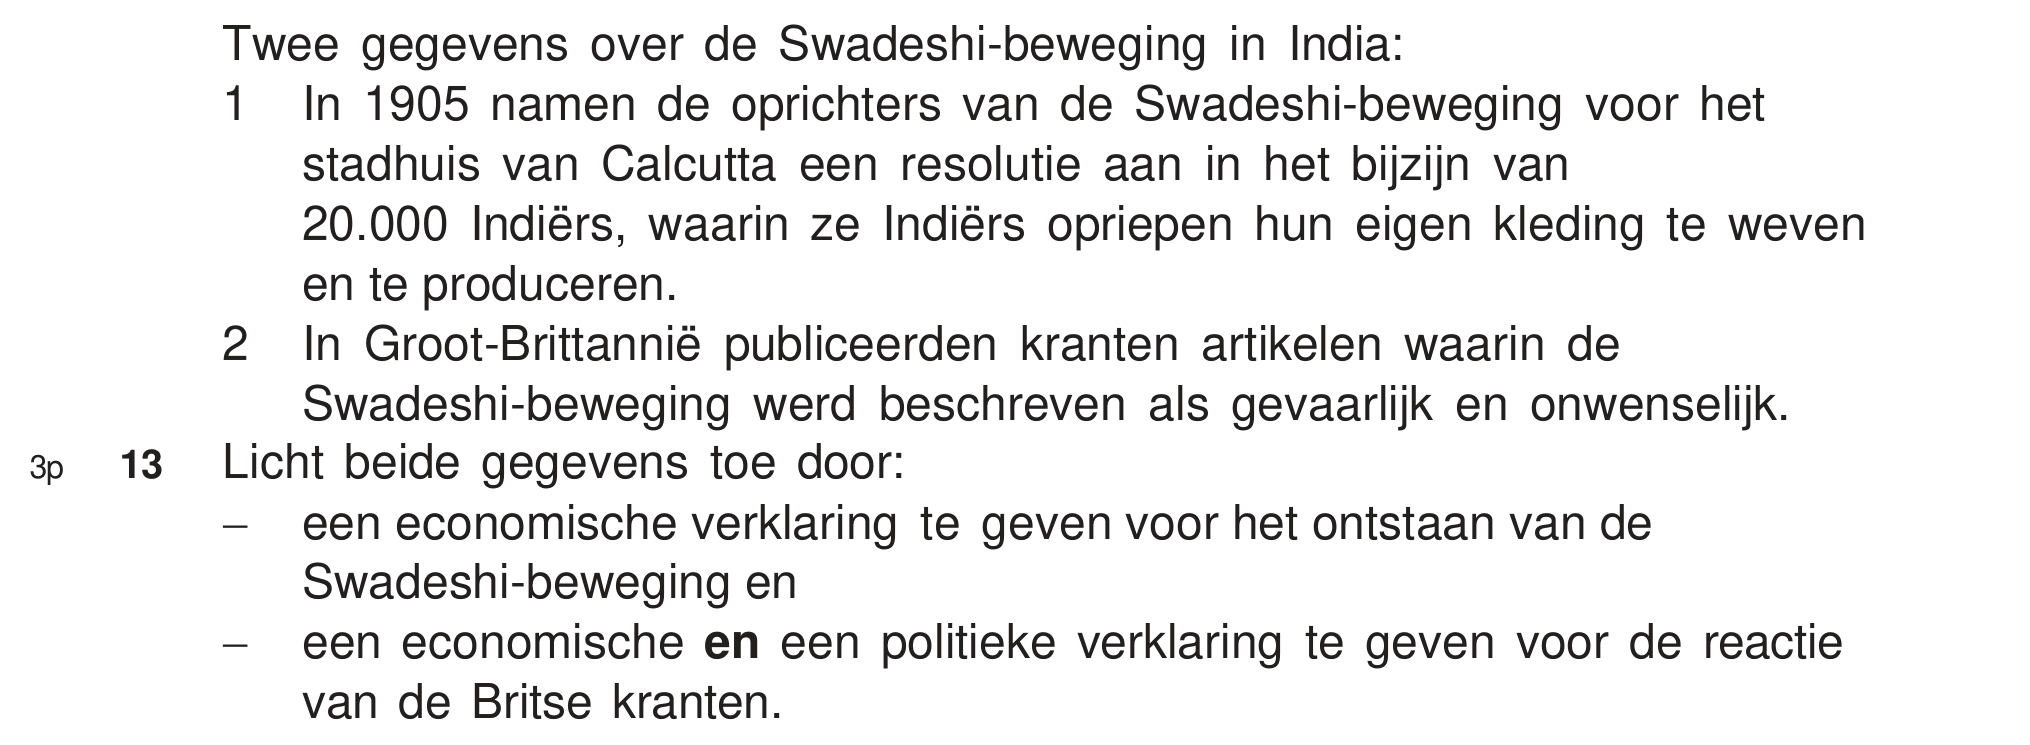 Twee gegevens over de Swadeshi-beweging in India:
1 In 1905 namen de oprichters van de Swadeshi-beweging voor het
stadhuis van Calcutta een resolutie aan in het bijzijn van
20.000 Indiërs, waarin ze Indiërs opriepen hun eigen kleding te weven
en te produceren.
2 In Groot-Brittannië publiceerden kranten artikelen waarin de
Swadeshi-beweging werd beschreven als gevaarlijk en onwenselijk.
3p 13 Licht beide gegevens toe door:
– een economische verklaring te geven voor het ontstaan van de
Swadeshi-beweging en
– een economische en een politieke verklaring te geven voor de reactie
van de Britse kranten.